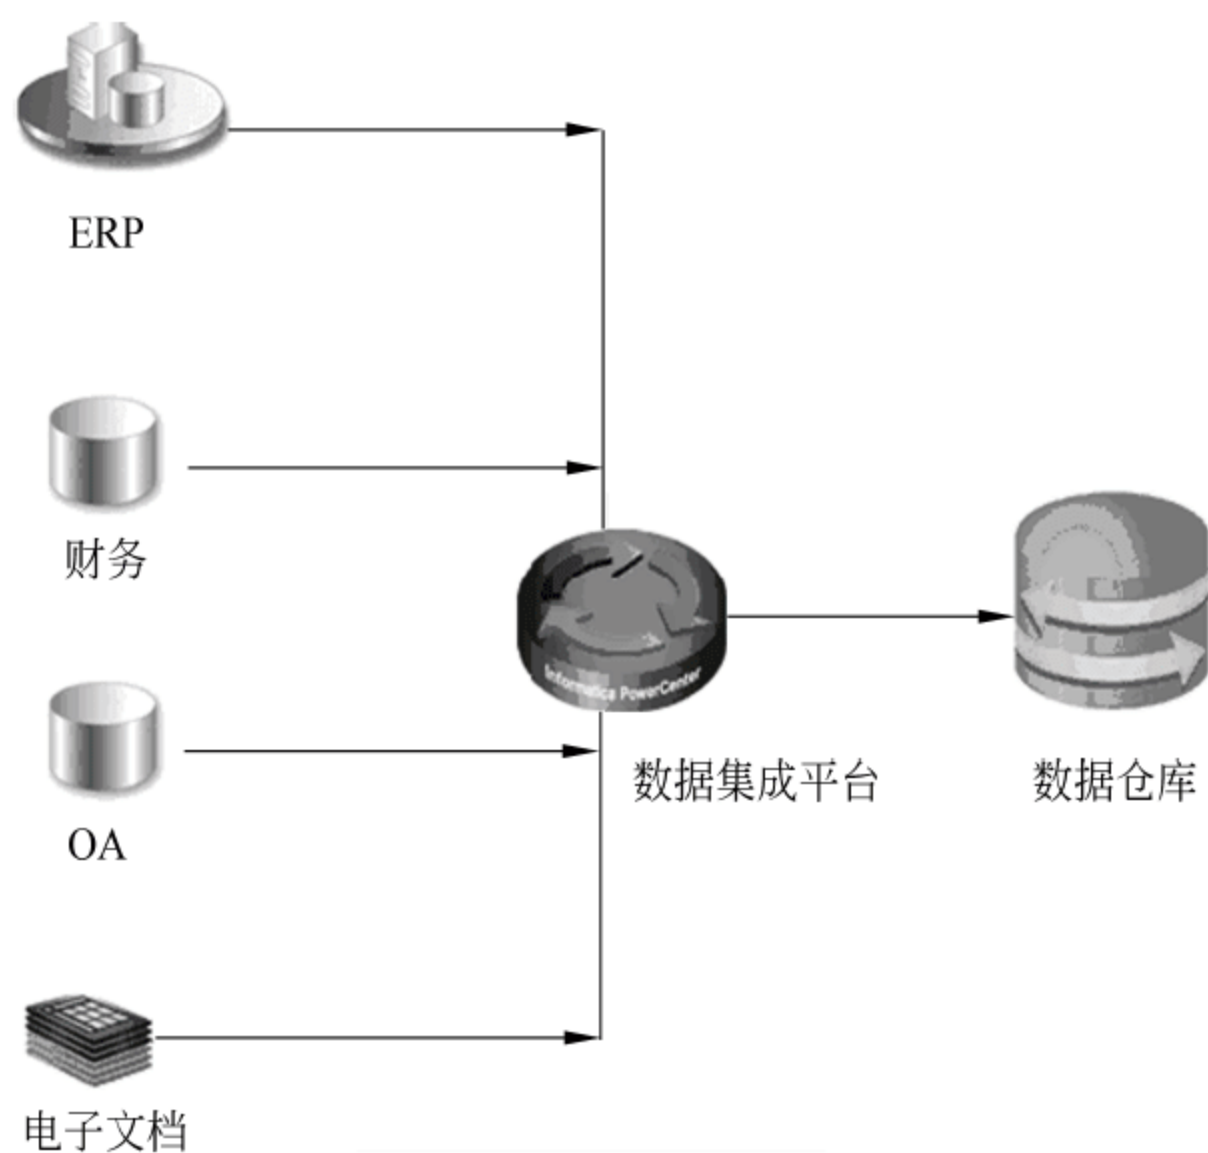 ERP
财务
Informatica PowerCenter
OA
数据集成平台
数据仓库
电子文档